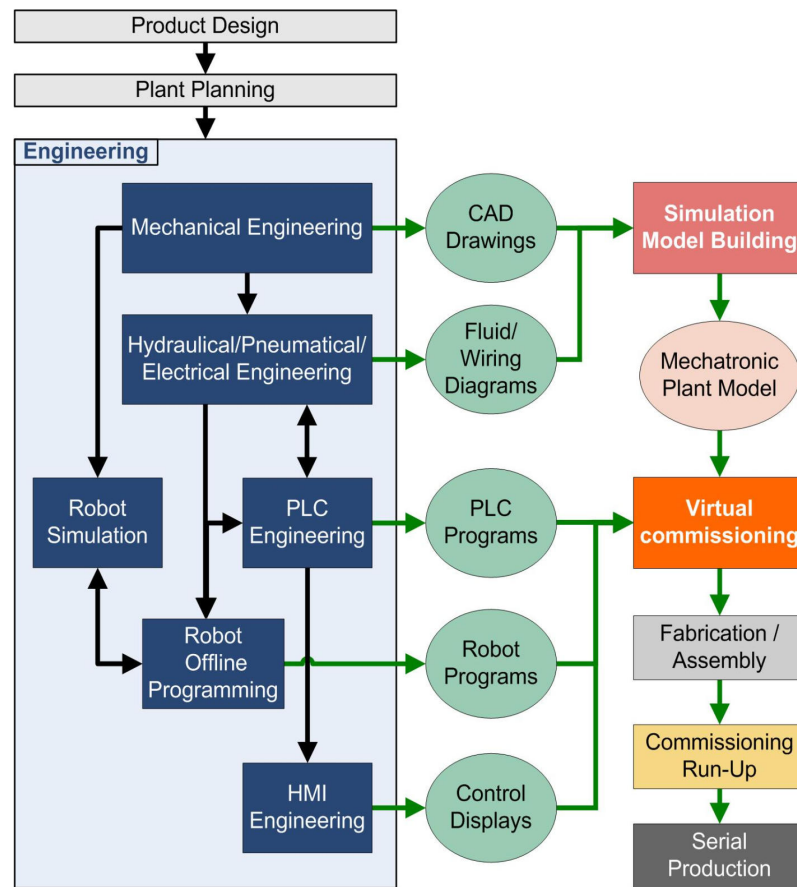 Product Design
Plant Planning
Engineering
Mechanical Engineering
CAD
Drawings
Simulation
Model Building
Hydraulical/Pneumatical/
Electrical Engineering
Fluid/
Wiring
Diagrams
Mechatronic
Plant Model
Robot
Simulation
PLC
Engineering
PLC
Programs
Virtual
commissioning
Robot
Offline
Programming
Robot
Programs
Fabrication /
Assembly
HMI
Engineering
Control
Displays
Commissioning
Run-Up
Serial
Production